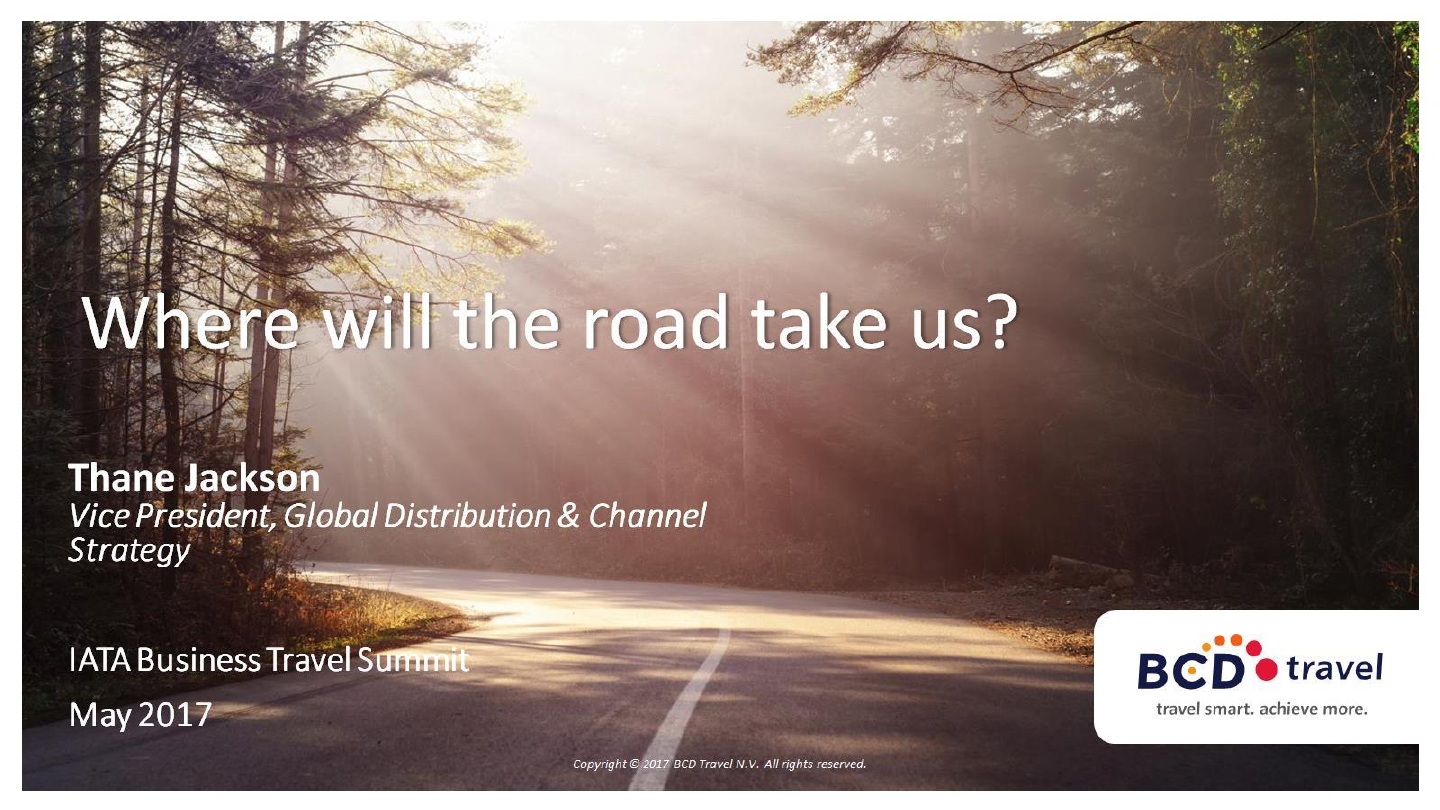 Where will the road take us?
Thane Jackson
Vice President, Global Distribution & Channel
Strategy
IATA Business Travel Summit
May 2017
BCD travel
travel smart. achieve more.
Copyright © 2017 BCD Travel N.V. All rights reserved.